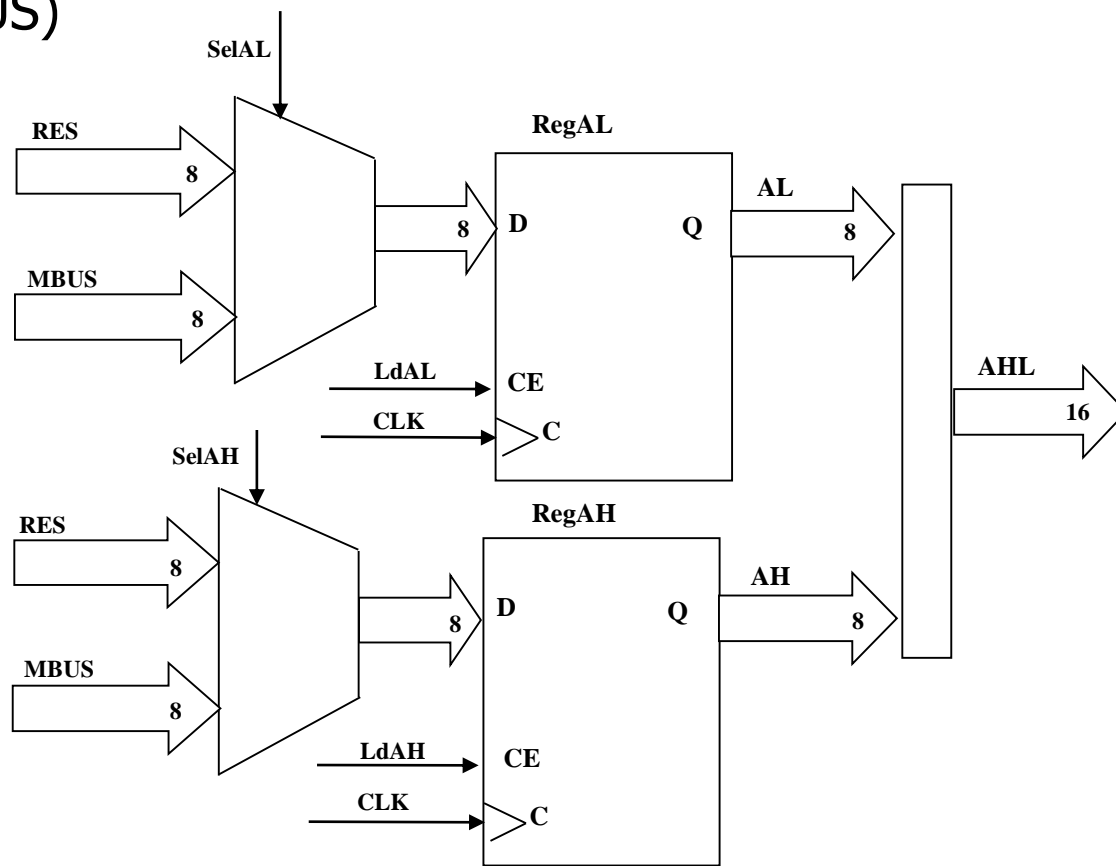 US)
SelAL
RES
8
MBUS
8
8
RegAL
D
Q
LdAL
CE
CLK
C
AL
8
AHL
16
SelAH
RES
8
MBUS
8
8
RegAH
D
Q
LdAH
CE
CLK
C
AH
8